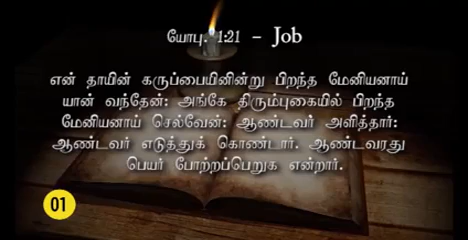 யோபு. 1:21 – Job
என் தாயின் கருப்பையினின்று பிறந்த மேனியனாய்
யான் வந்தேன்: அங்கே திரும்புகையில் பிறந்த
மேனியனாய் செல்வேன்: ஆண்டவர் அளித்தார்:
ஆண்டவர் எடுத்துக் கொண்டார். ஆண்டவரது
பெயர் போற்றப்பெறுக என்றார்.
01